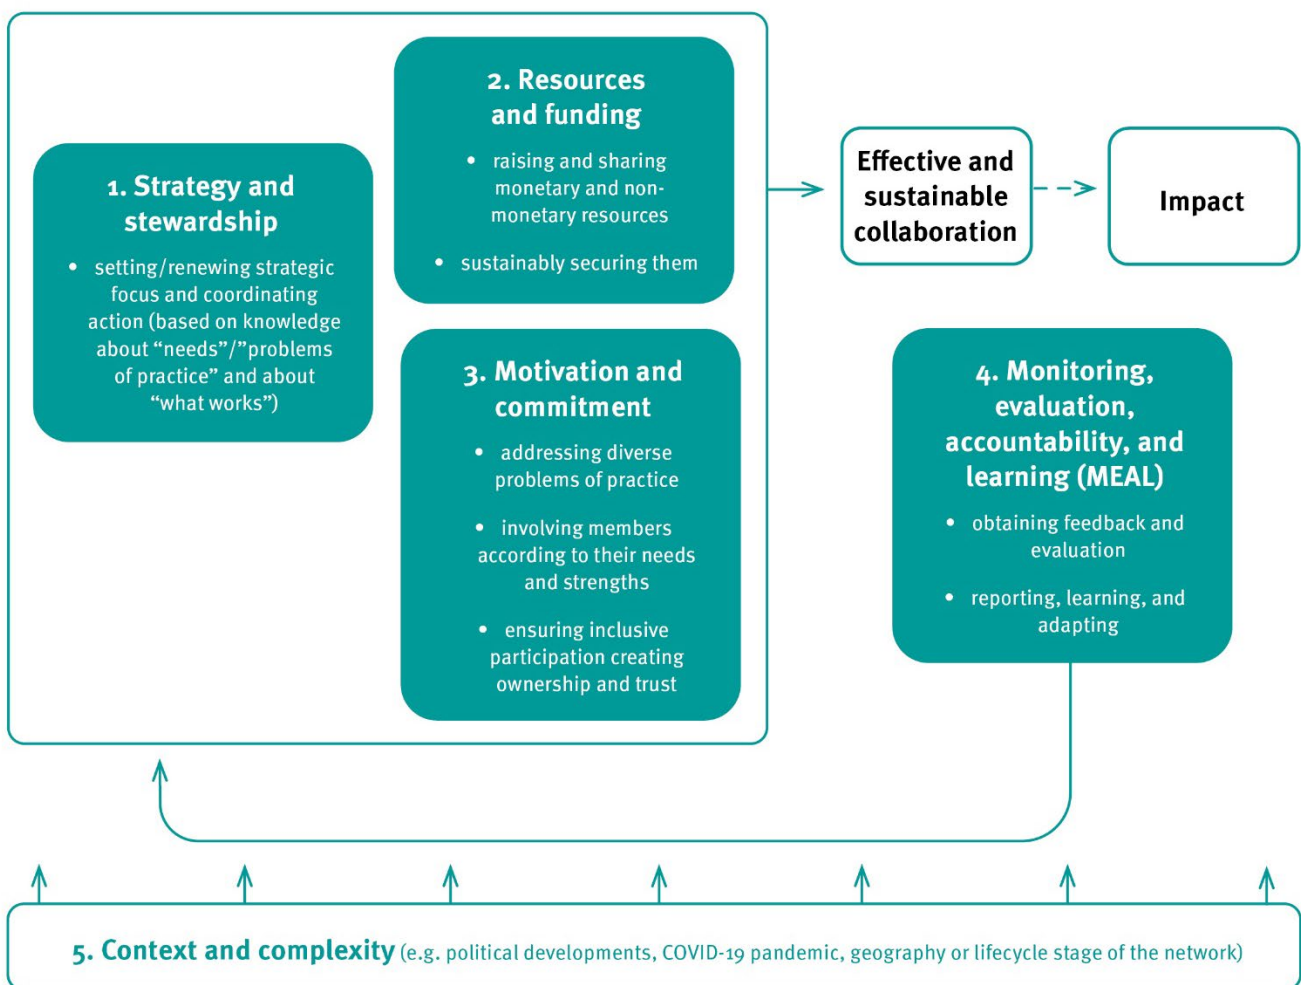 1. Strategy and
stewardship
• setting/renewing strategic
focus and coordinating
action (based on knowledge
about “needs”/”problems
of practice” and about
“what works”)
2. Resources
and funding
• raising and sharing
monetary and non-
monetary resources
• sustainably securing them
3. Motivation and
commitment
• addressing diverse
problems of practice
• involving members
according to their needs
and strengths
• ensuring inclusive
participation creating
ownership and trust
Effective and
sustainable
collaboration
Impact
4. Monitoring,
evaluation,
accountability, and
learning (MEAL)
• obtaining feedback and
evaluation
• reporting, learning, and
adapting
5. Context and complexity (e.g. political developments, COVID-19 pandemic, geography or lifecycle stage of the network)